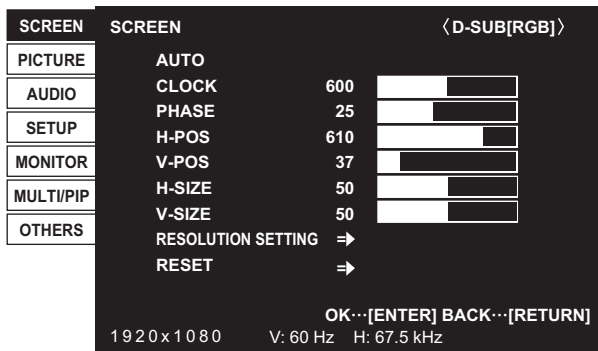 SCREEN
PICTURE
AUDIO
SETUP
MONITOR
MULTI/PIP
OTHERS
SCREEN 〈D-SUB[RGB]〉
AUTO
CLOCK 600
PHASE 25
H-POS 610
V-POS 37
H-SIZE 50
V-SIZE 50
RESOLUTION SETTING
RESET
OK···[ENTER] BACK···[RETURN]
1920x1080 V: 60 Hz H: 67.5 kHz